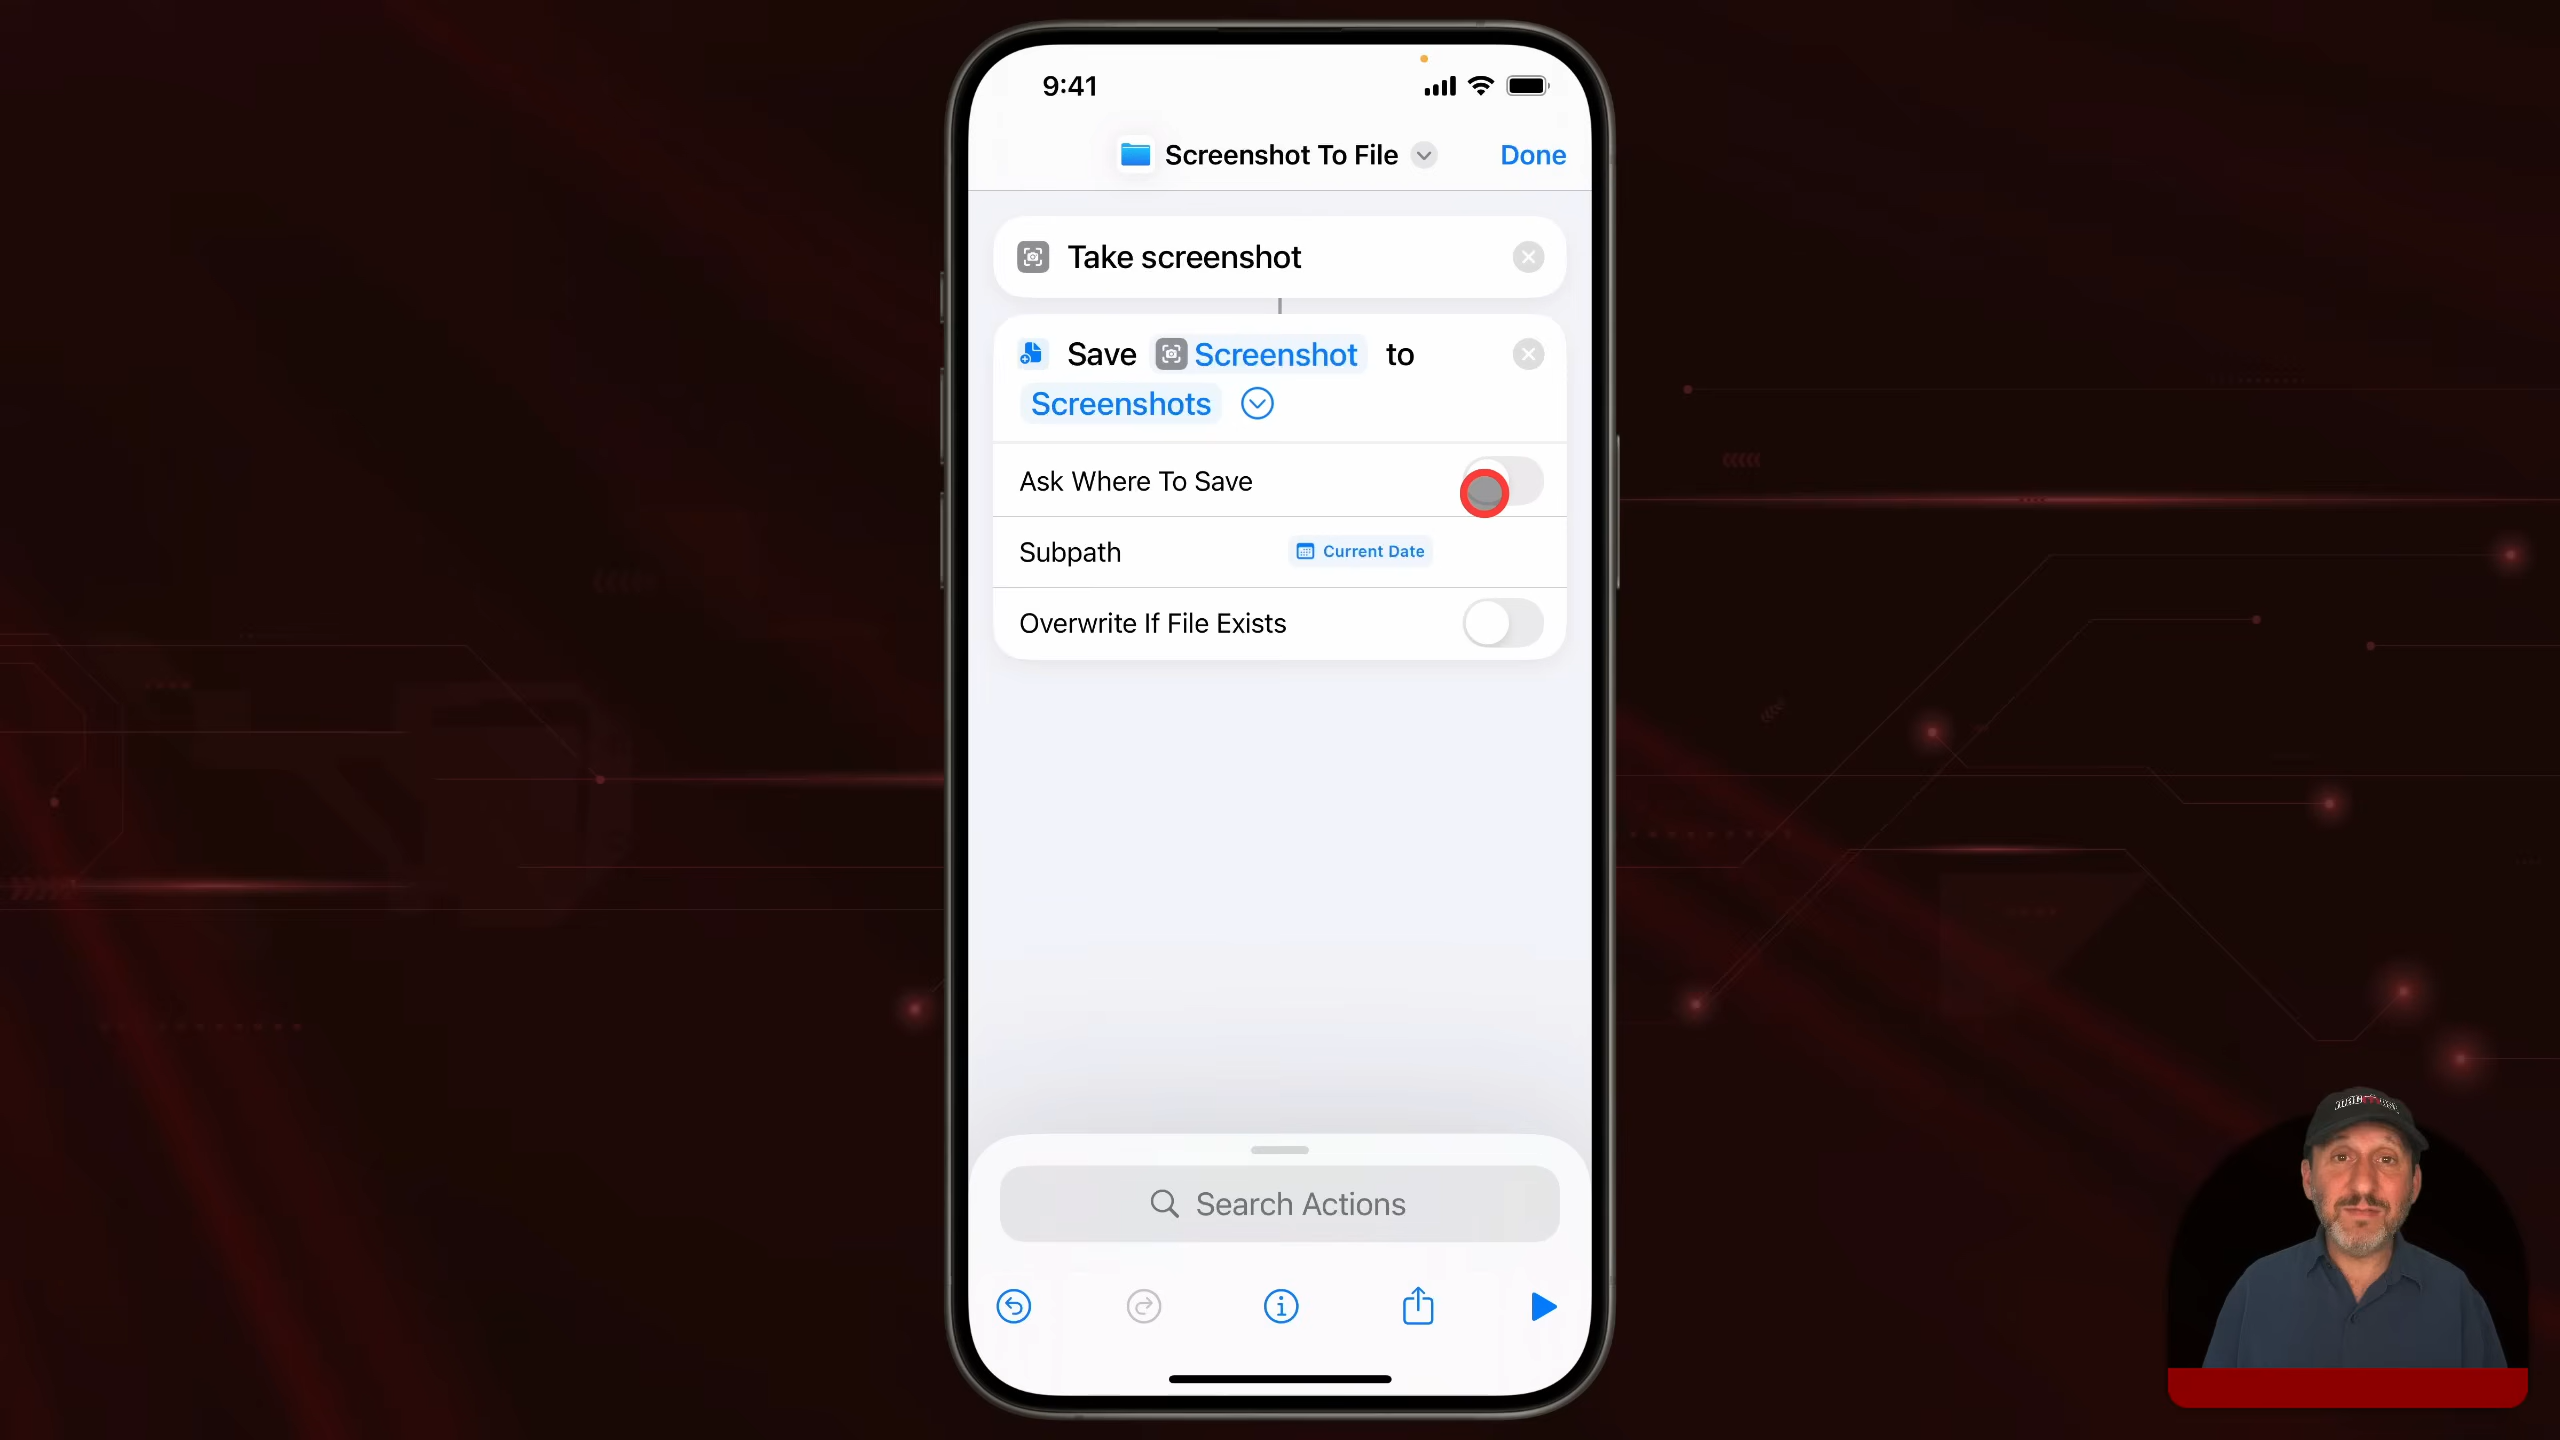 9:41
Screenshot To File
Done
Take screenshot
Save Screenshot to
Screenshots
Ask Where To Save
Subpath
Current Date
Overwrite If File Exists
Search Actions